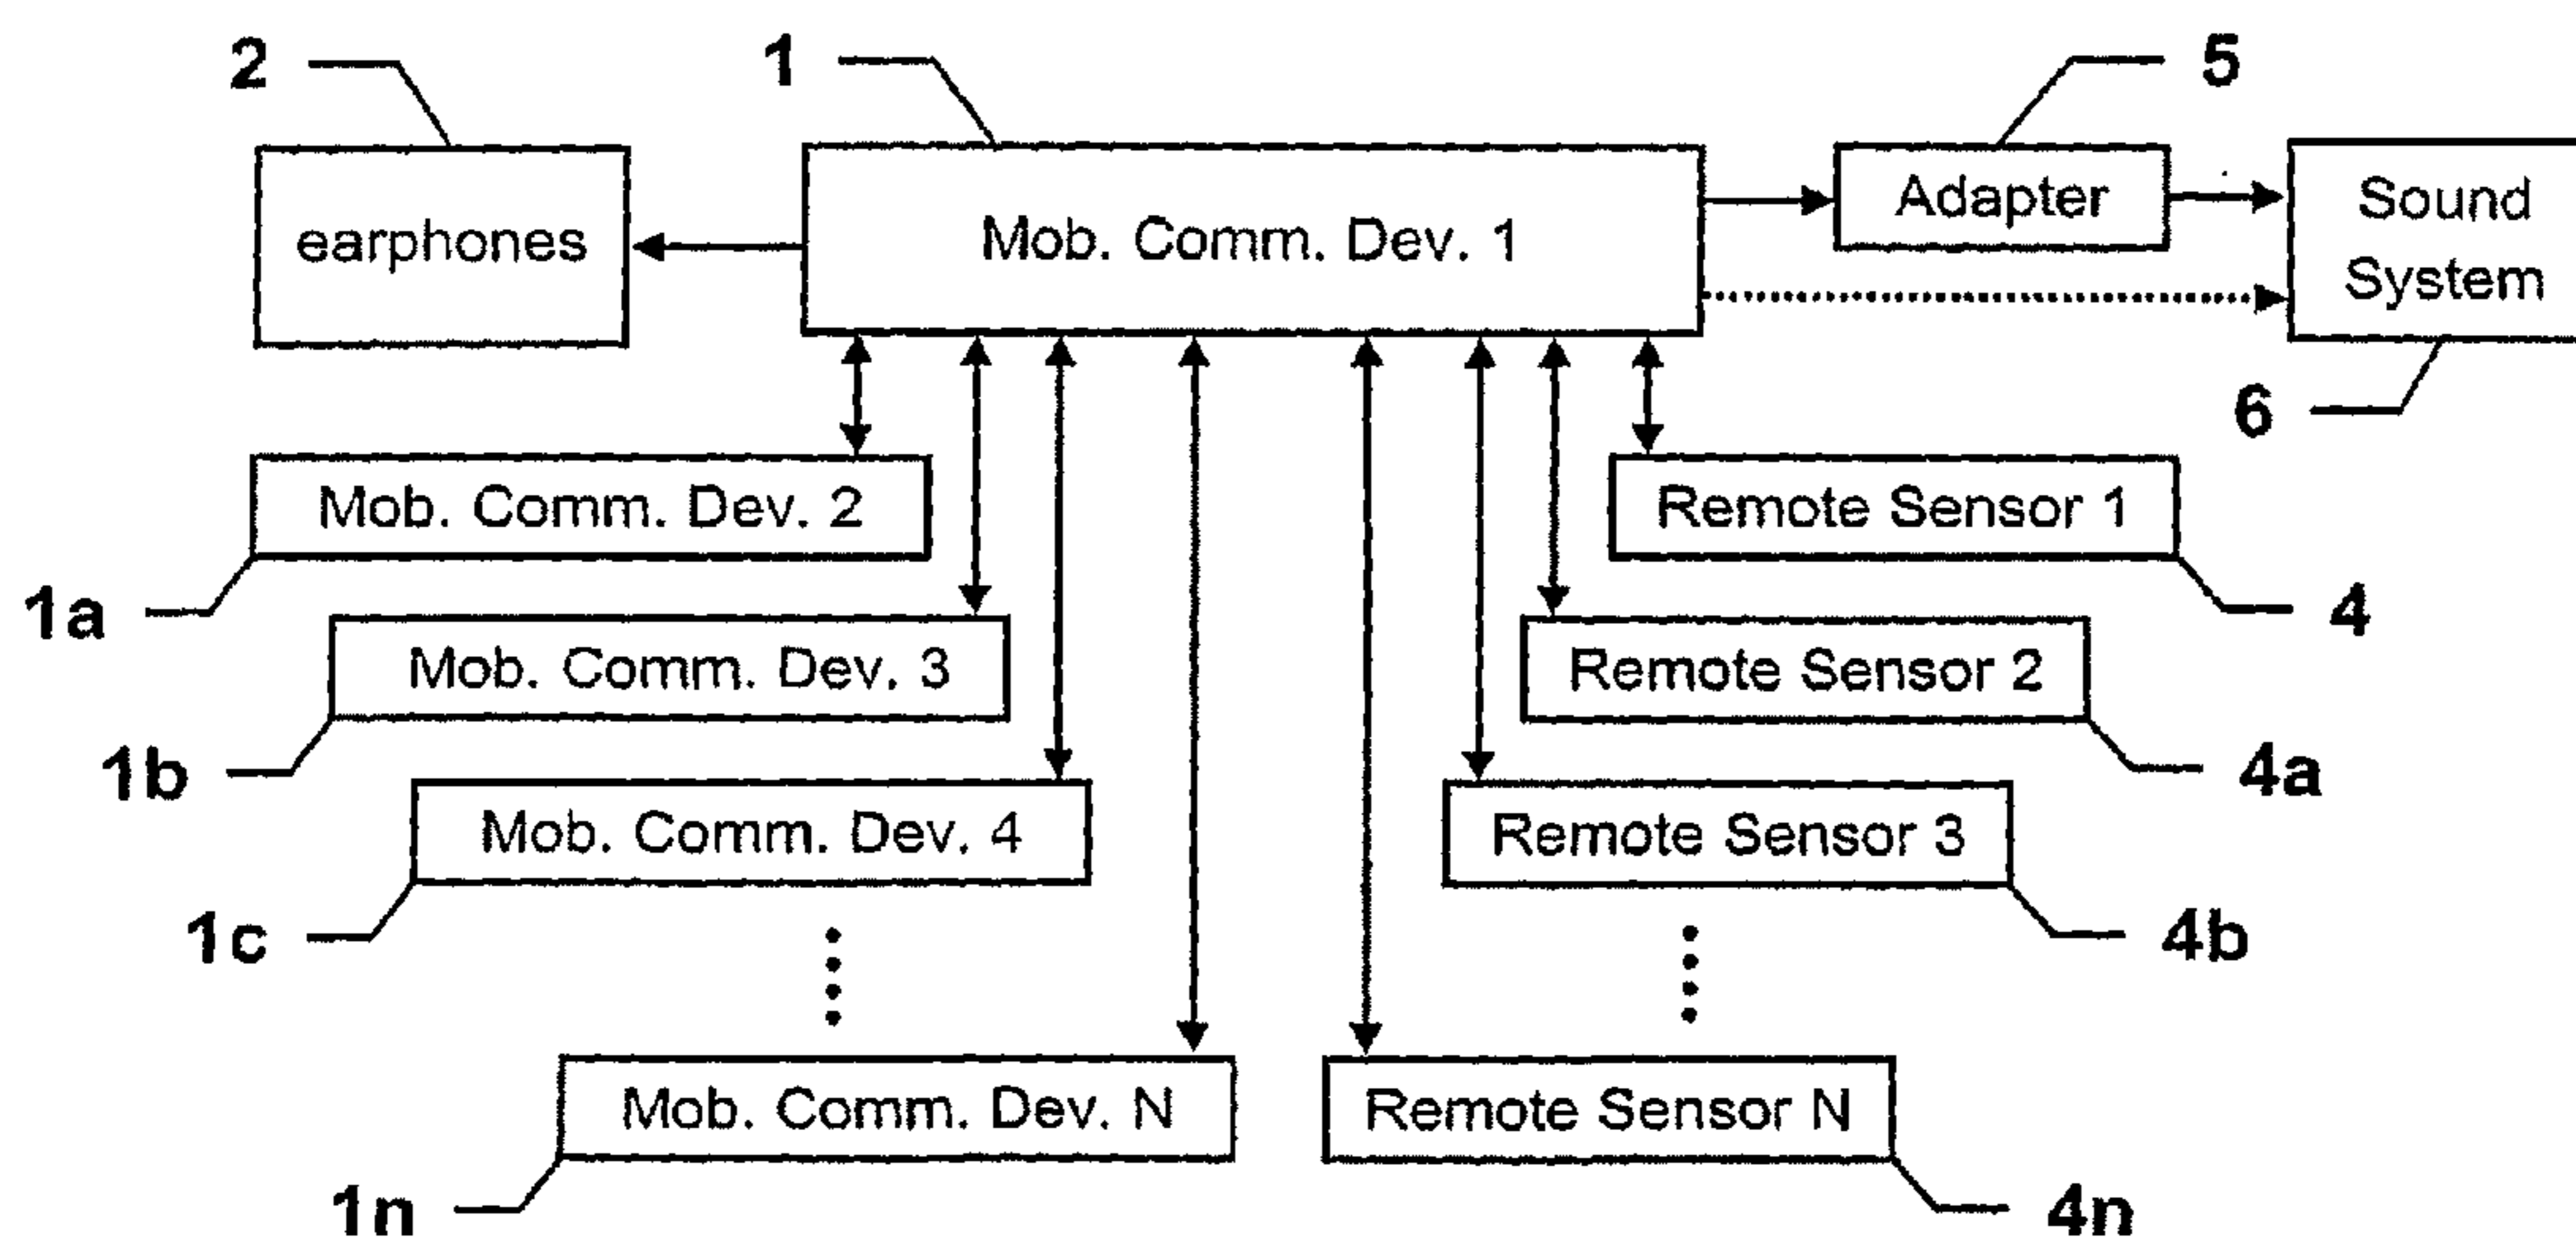 2
1
5
earphones
Mob. Comm. Dev. 1
Adapter
Sound
System
6
Mob. Comm. Dev. 2
Remote Sensor 1
1a
4
Mob. Comm. Dev. 3
Remote Sensor 2
1b
4a
Mob. Comm. Dev. 4
Remote Sensor 3
1c
4b
Mob. Comm. Dev. N
Remote Sensor N
1n
4n